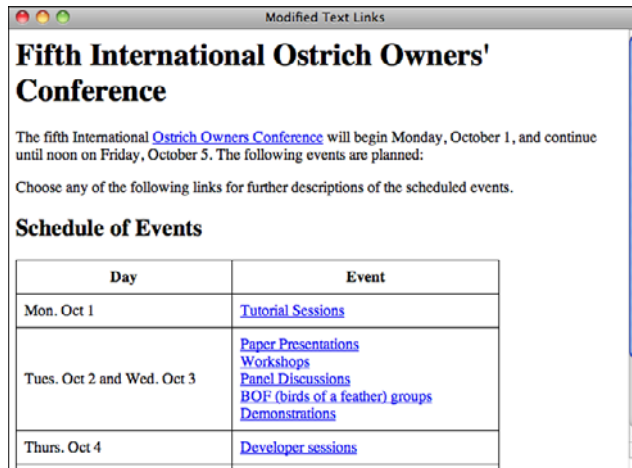 Modified Text Links
Fifth International Ostrich Owners'
Conference
The fifth International Ostrich Owners Conference will begin Monday, October 1, and continue
until noon on Friday, October 5. The following events are planned:
Choose any of the following links for further descriptions of the scheduled events.
Schedule of Events
Day Event
Mon. Oct 1 Tutorial Sessions
Paper Presentations
Workshops
Tues. Oct 2 and Wed. Oct 3 Panel Discussions
BOF (birds of a feather) groups
Demonstrations
Thurs. Oct 4 Developer sessions